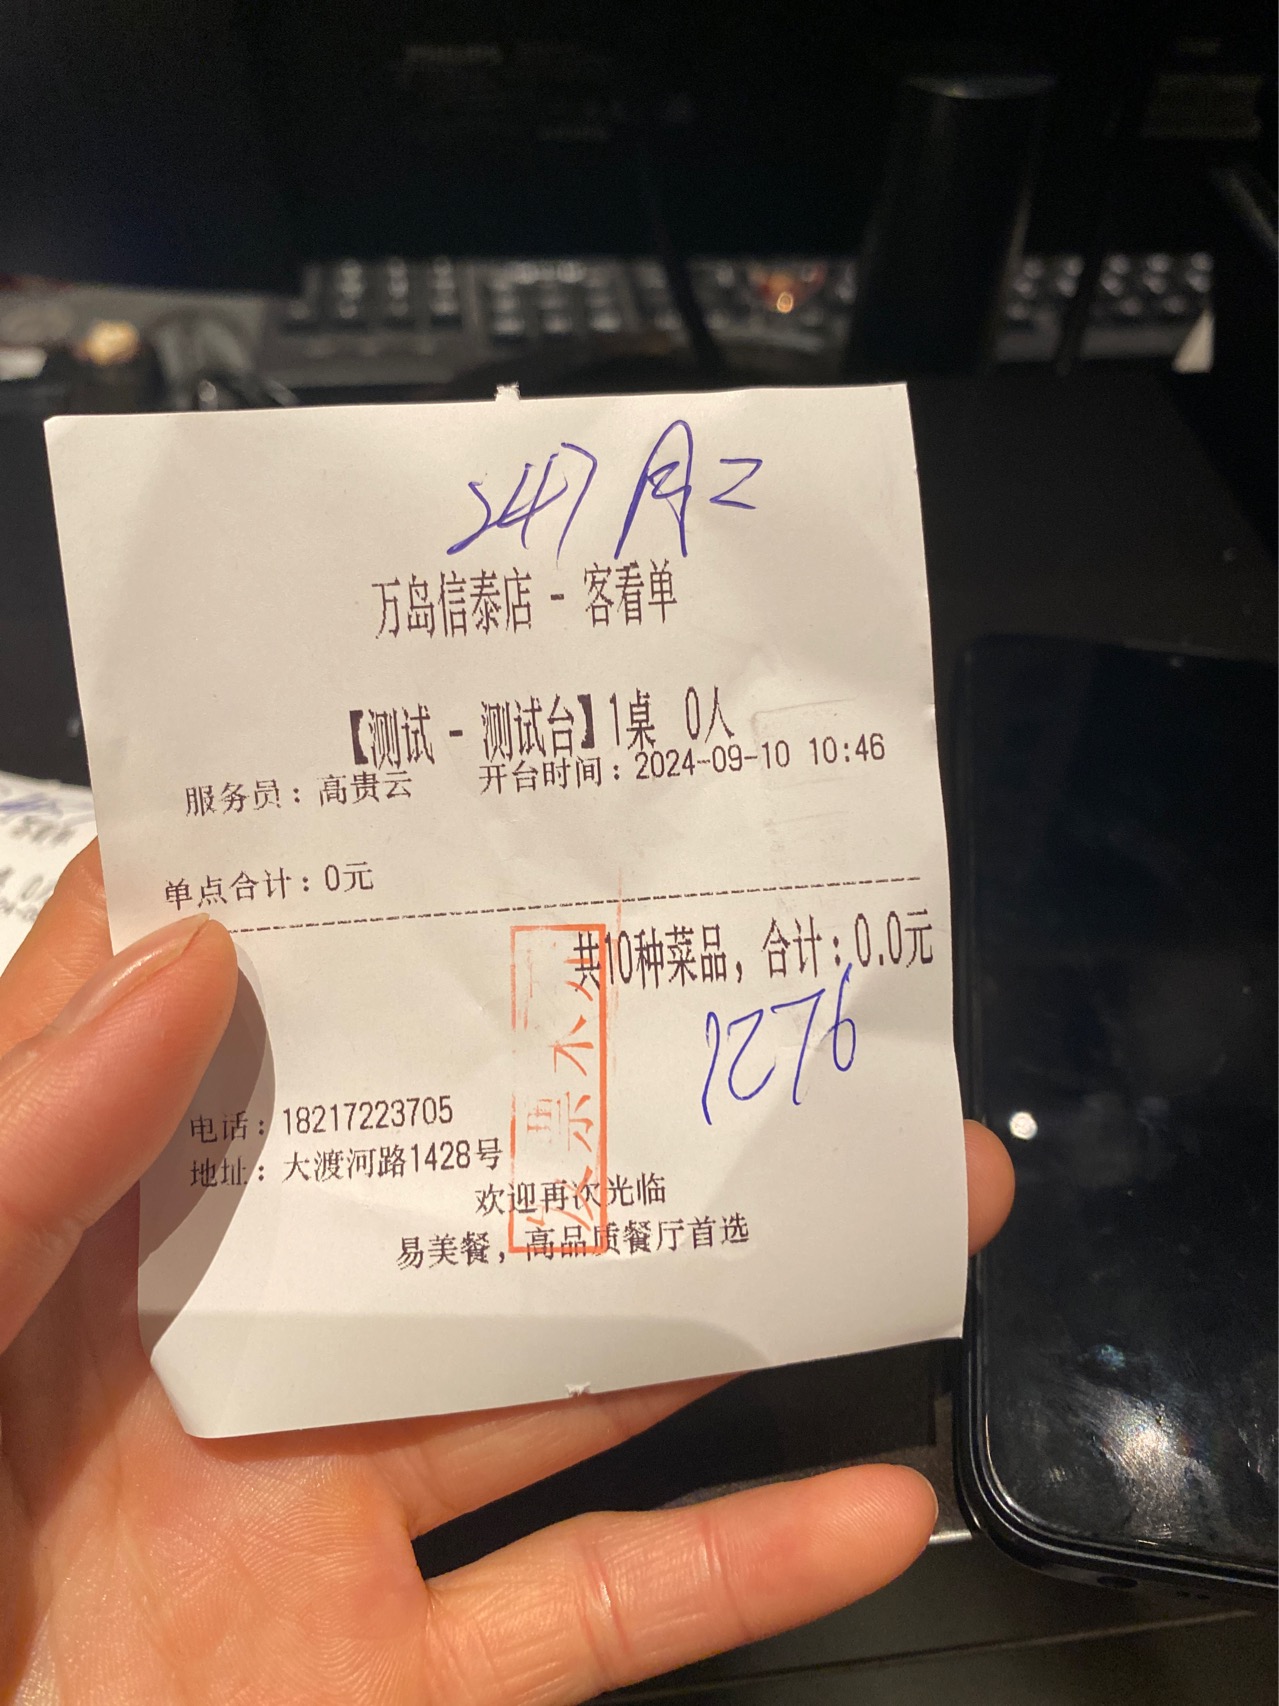 247 月2
万岛信泰店 - 客看单
【测试 - 测试台】1桌 0人
服务员：高贵云 开台时间：2024-09-10 10:46
单点合计：0元
共10种菜品，合计：0.0元
1276
电话：18217223705
地址：大渡河路1428号
欢迎再次光临
易美餐，高品质餐厅首选